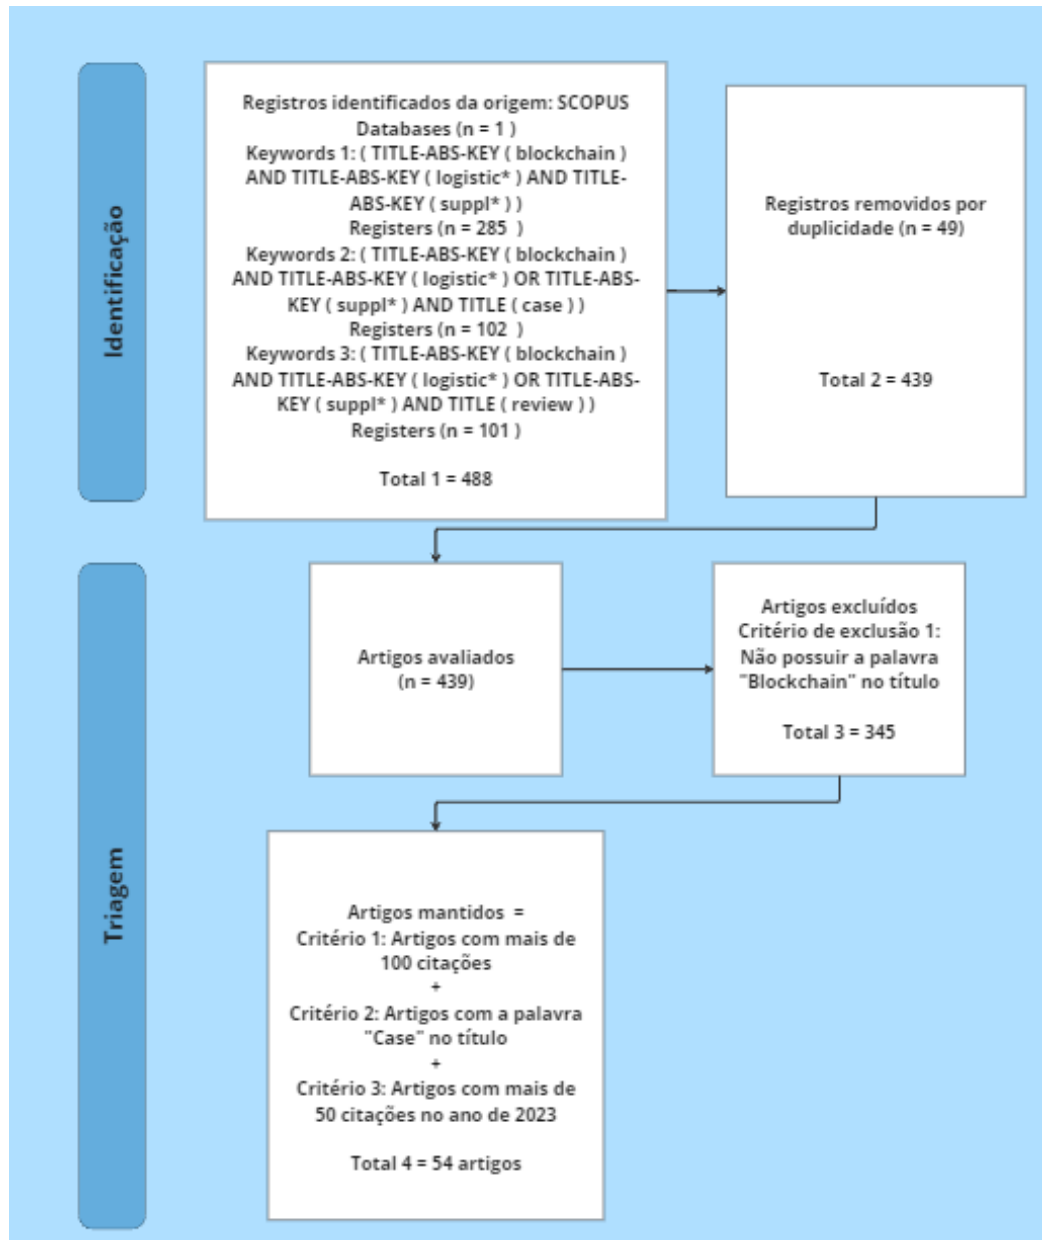 Identificação
Registros identificados da origem: SCOPUS
Databases (n = 1 )
Keywords 1: ( TITLE-ABS-KEY ( blockchain )
AND TITLE-ABS-KEY ( logistic* ) AND TITLE-
ABS-KEY ( suppl* ) )
Registers (n = 285  )
Keywords 2: ( TITLE-ABS-KEY ( blockchain )
AND TITLE-ABS-KEY ( logistic* ) OR TITLE-ABS-
KEY ( suppl* ) AND TITLE ( case ) )
Registers (n = 102  )
Keywords 3: ( TITLE-ABS-KEY ( blockchain )
AND TITLE-ABS-KEY ( logistic* ) OR TITLE-ABS-
KEY ( suppl* ) AND TITLE ( review ) )
Registers (n = 101 )
Total 1 = 488
Registros removidos por
duplicidade (n = 49)
Total 2 = 439
Triagem
Artigos avaliados
(n = 439)
Artigos excluídos
Critério de exclusão 1:
Não possuir a palavra
"Blockchain" no título
Total 3 = 345
Artigos mantidos  =
Critério 1: Artigos com mais de
100 citações
+
Critério 2: Artigos com a palavra
"Case" no título
+
Critério 3: Artigos com mais de
50 citações no ano de 2023
Total 4 = 54 artigos